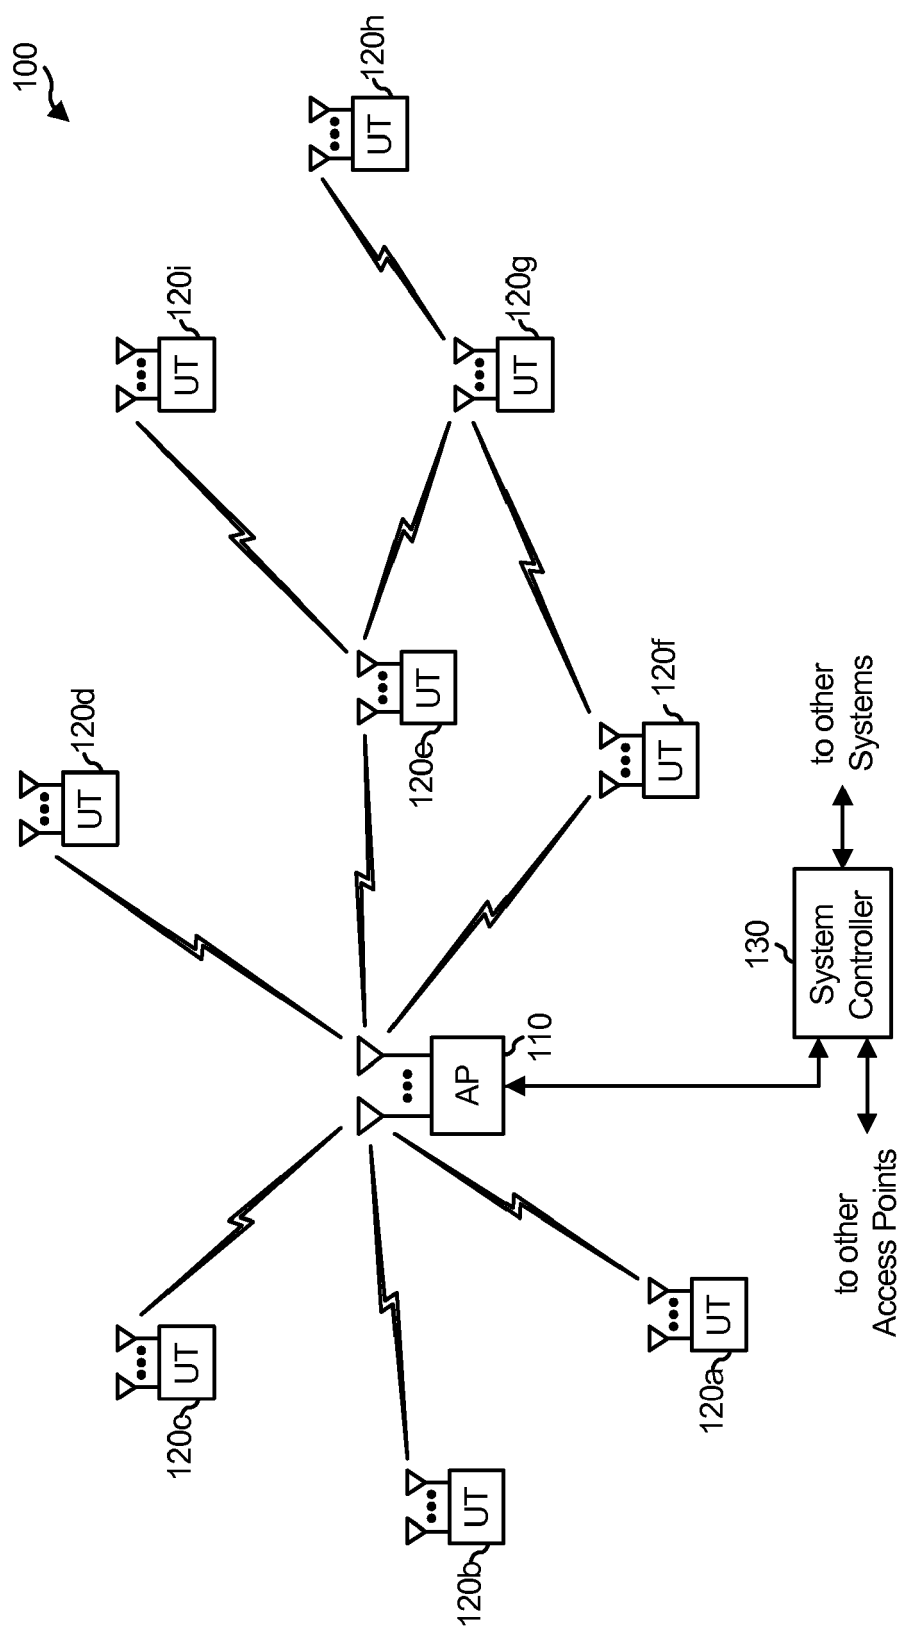 100
120d
UT
120c
UT
UT
120i
UT
120h
UT
120e
UT
120b
AP
110
UT
120g
UT
120f
UT
120a
130
System
Controller
to other
Systems
to other
Access Points